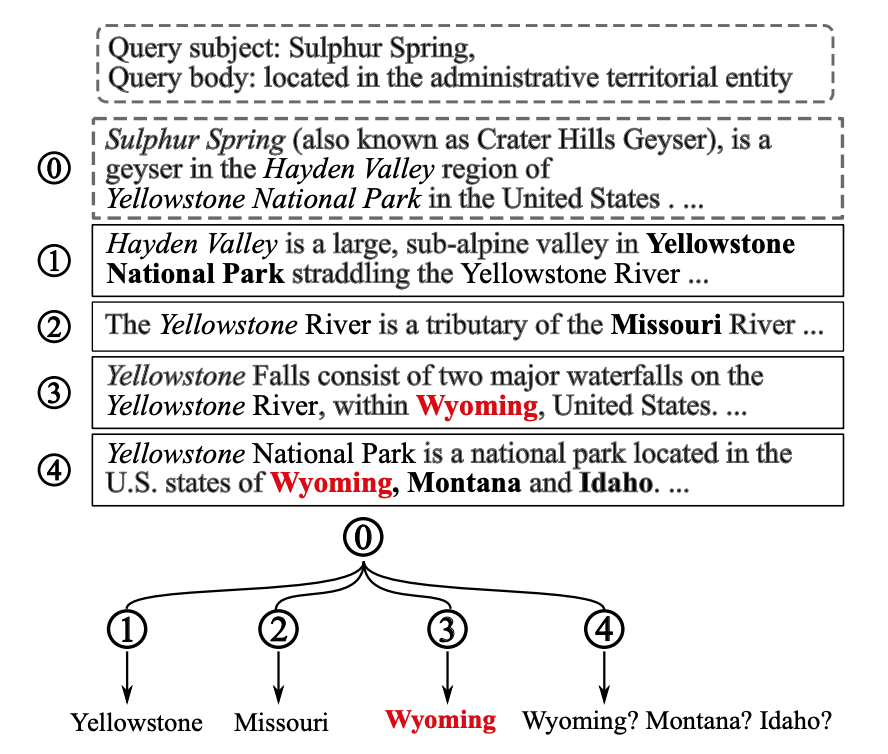 Query subject: Sulphur Spring,
Query body: located in the administrative territorial entity
⓪ Sulphur Spring (also known as Crater Hills Geyser), is a
geyser in the Hayden Valley region of
Yellowstone National Park in the United States . ...
① Hayden Valley is a large, sub-alpine valley in Yellowstone
National Park straddling the Yellowstone River ...
② The Yellowstone River is a tributary of the Missouri River ...
③ Yellowstone Falls consist of two major waterfalls on the
Yellowstone River, within Wyoming, United States. ...
④ Yellowstone National Park is a national park located in the
U.S. states of Wyoming, Montana and Idaho. ...
⓪
① ② ③ ④
Yellowstone Missouri Wyoming Wyoming? Montana? Idaho?